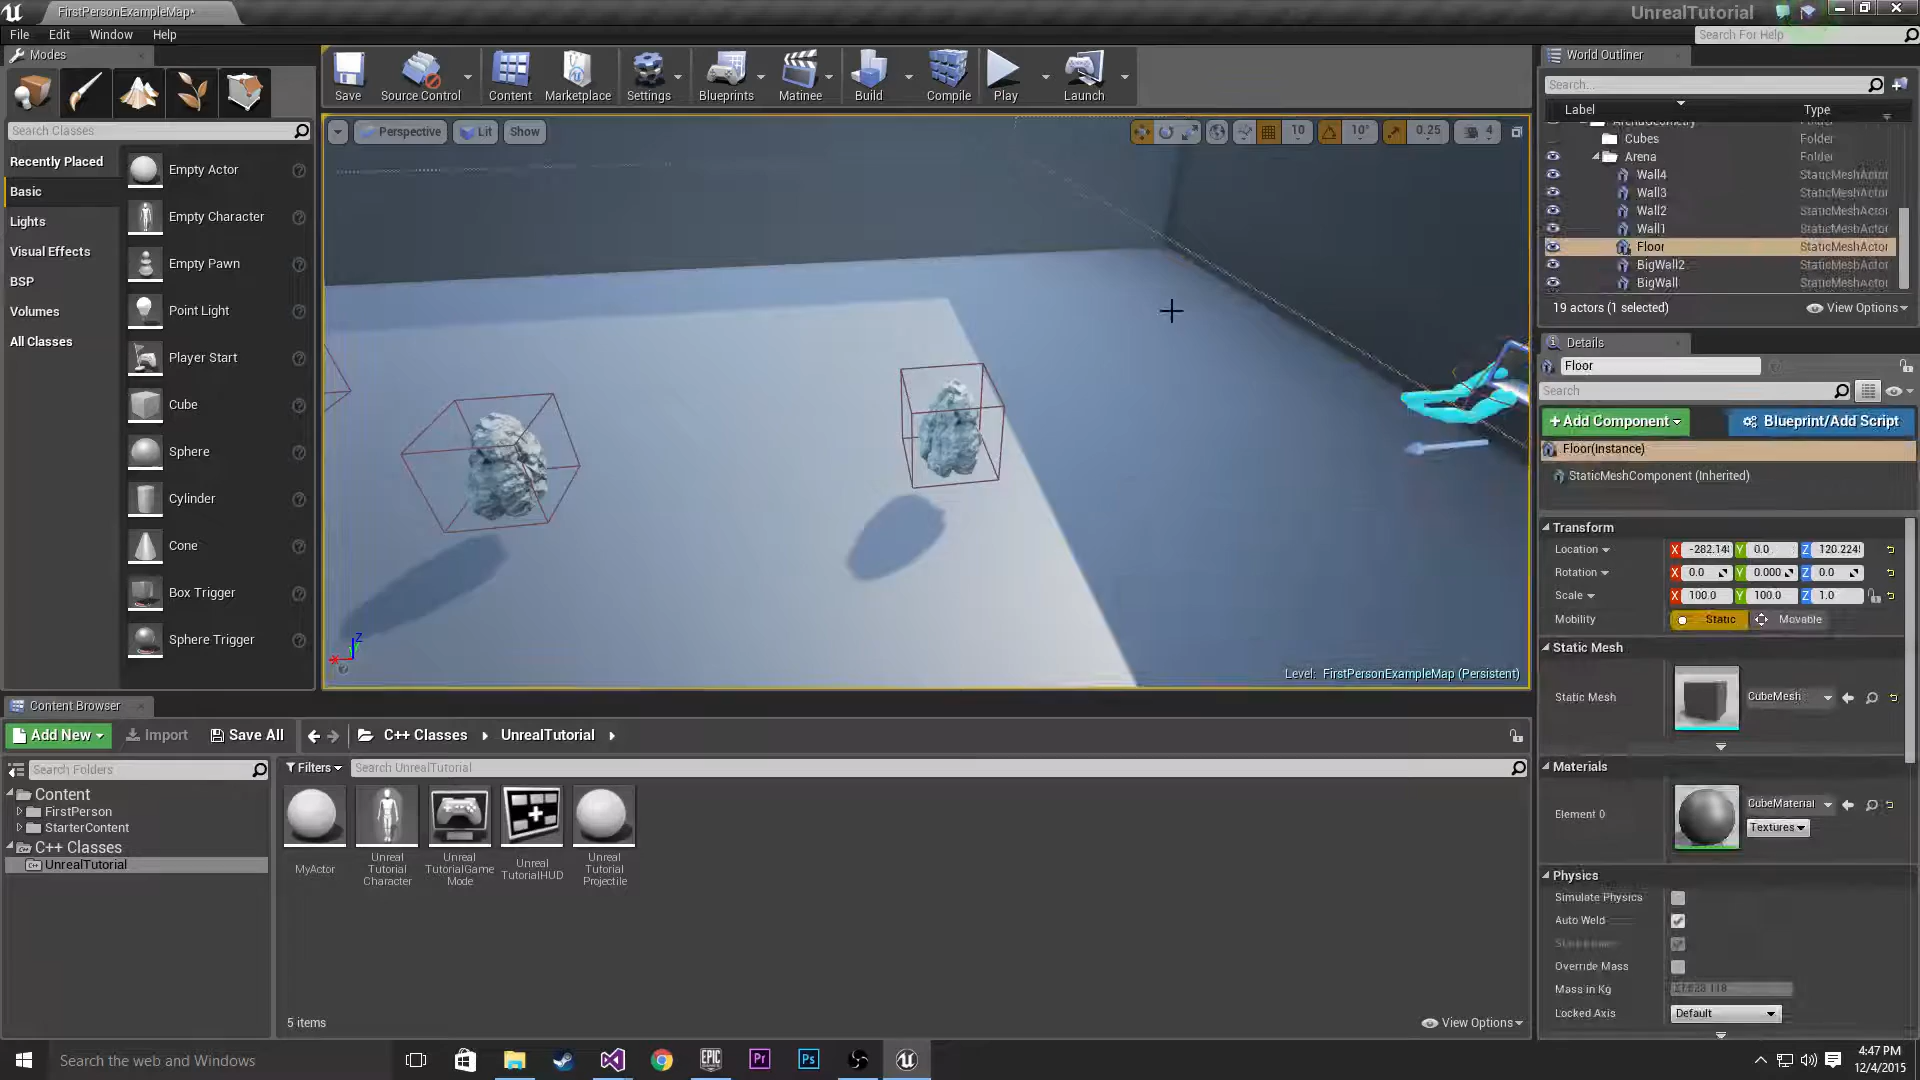 FirstPersonExampleMap*
UnrealTutorial
File Edit Window Help
Search For Help
Modes
Save
Source Control
Content
Marketplace
Settings
Blueprints
Matinee
Build
Compile
Play
Launch
Search Classes
Recently Placed
Basic
Lights
Visual Effects
BSP
Volumes
All Classes
Empty Actor
Empty Character
Empty Pawn
Point Light
Player Start
Cube
Sphere
Cylinder
Cone
Box Trigger
Sphere Trigger
Perspective
Lit
Show
10
10°
0.25
4
Z
Level: FirstPersonExampleMap (Persistent)
World Outliner
Search...
Label Type
Cubes Folder
Arena Folder
Wall4 StaticMeshActor
Wall3 StaticMeshActor
Wall2 StaticMeshActor
Wall1 StaticMeshActor
Floor StaticMeshActor
BigWall2 StaticMeshActor
BigWall StaticMeshActor
19 actors (1 selected)
View Options
Details
Floor
Search
+Add Component
Blueprint/Add Script
Floor(Instance)
StaticMeshComponent (Inherited)
Transform
Location X -282.14 Y 0.0 Z 120.224
Rotation X 0.0 Y 0.000 Z 0.0
Scale X 100.0 Y 100.0 Z 1.0
Mobility Static Movable
Static Mesh
Static Mesh CubeMesh
Materials
Element 0 CubeMaterial
Textures
Physics
Simulate Physics
Auto Weld
Override Mass
Mass in Kg
Locked Axis Default
Content Browser
Add New
Import
Save All
C++ Classes
UnrealTutorial
Search Folders
Filters
Search UnrealTutorial
Content
FirstPerson
StarterContent
C++ Classes
UnrealTutorial
MyActor
Unreal
Tutorial
Character
Unreal
TutorialGame
Mode
Unreal
TutorialHUD
Unreal
Tutorial
Projectile
5 items
View Options
Search the web and Windows
EPIC
Pr
Ps
4:47 PM
12/4/2015